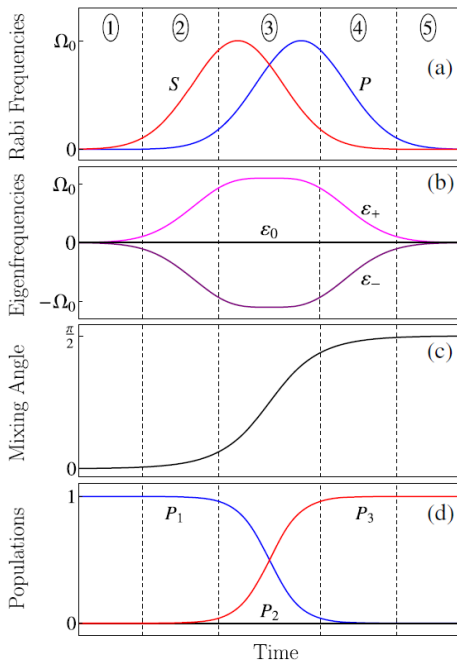 ① ② ③ ④ ⑤
Rabi Frequencies
Ω₀
0
S
P
(a)
Eigenfrequencies
Ω₀
0
−Ω₀
ε₊
ε₀
ε₋
(b)
Mixing Angle
π/2
0
(c)
Populations
1
0
P₁
P₃
P₂
(d)
Time